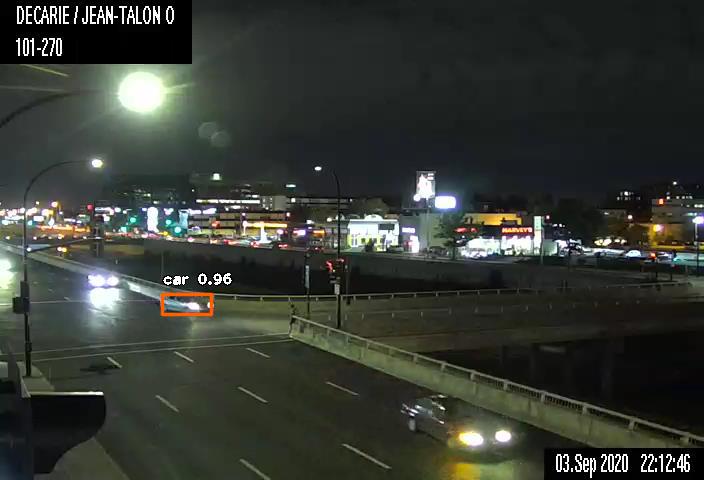 DECARIE / JEAN-TALON O
101-270
car 0.96
HARVEY'S
03.Sep 2020 22:12:46